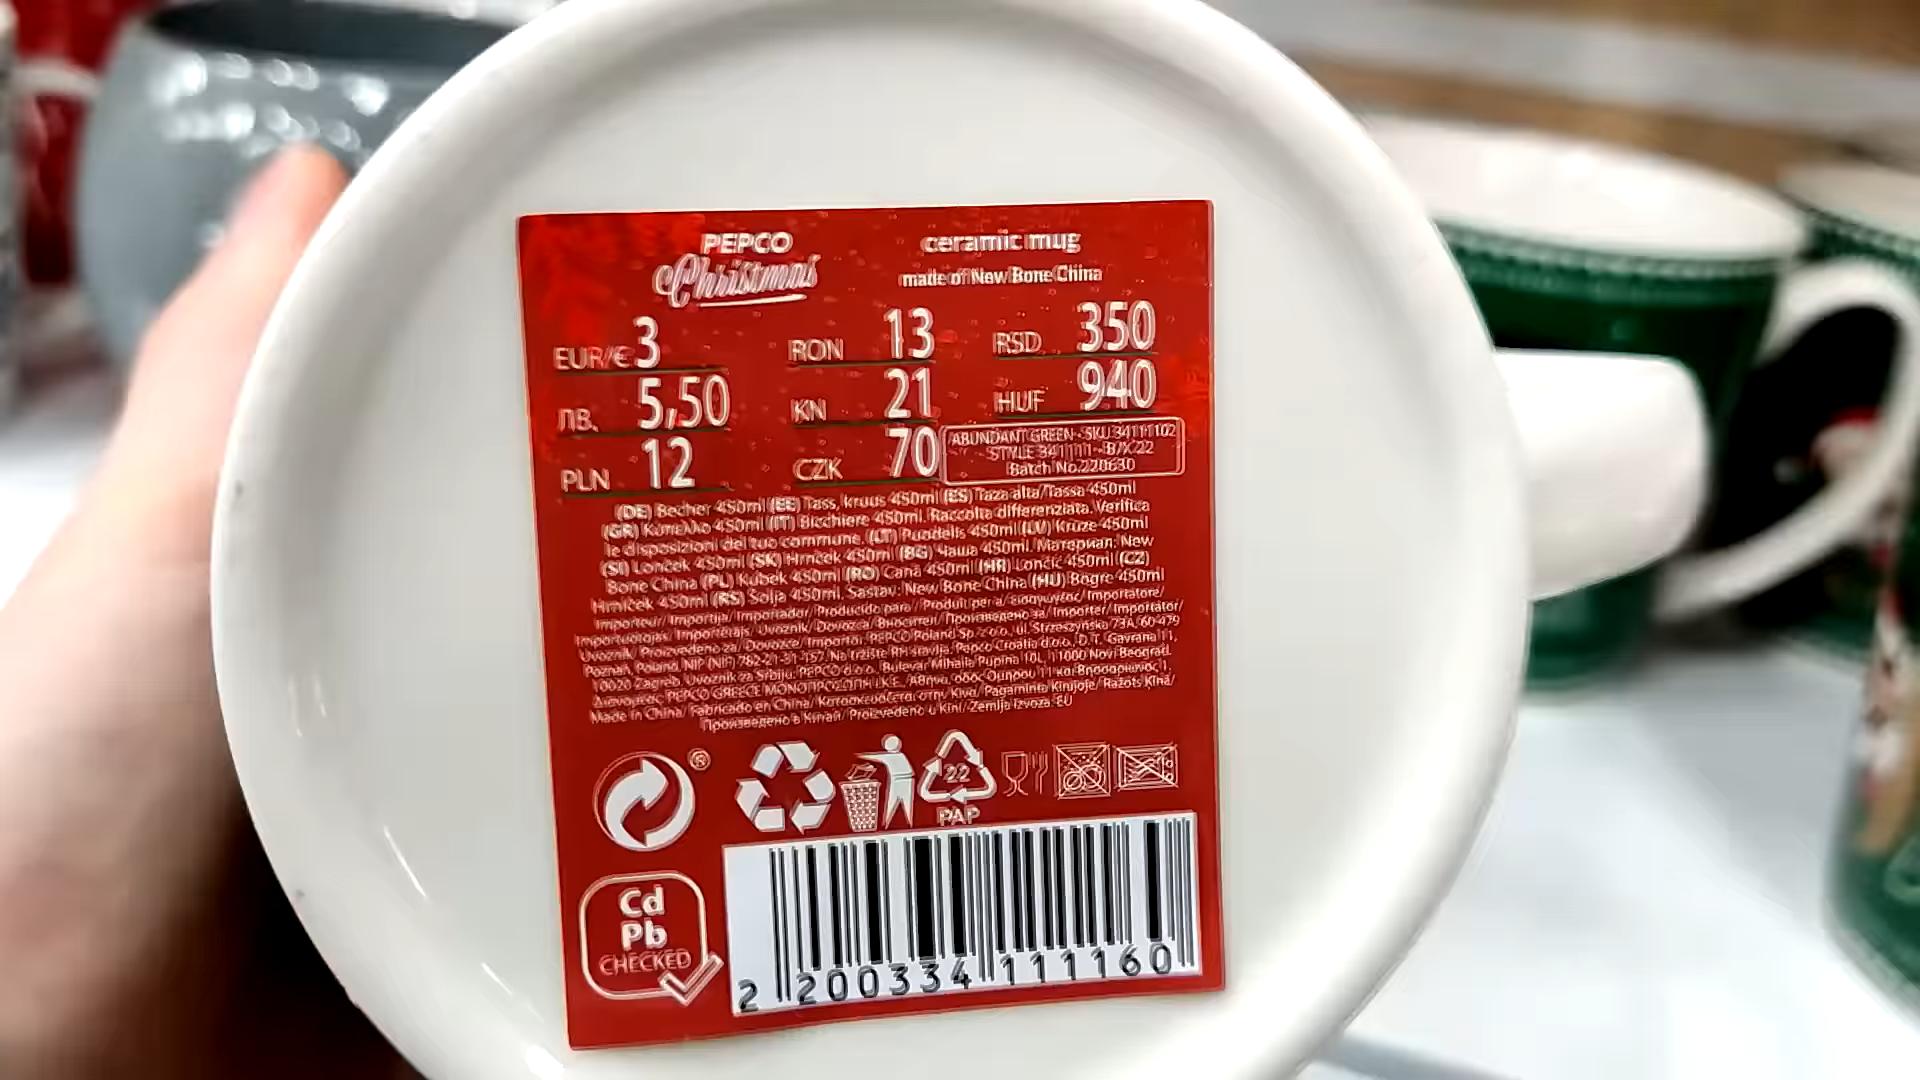 PEPCO
Christmas
ceramic mug
made of New Bone China
EUR/€ 3
RON 13
RSD 350
ЛВ. 5,50
KN 21
HUF 940
PLN 12
CZK 70
ABUNDANT GREEN - SKU 34111102
STYLE 341111 - B/X 22
Batch No.220630
(DE) Becher 450ml (EE) Tass, kruus 450ml (ES) Taza alta/Tassa 450ml
(GR) Κύπελλο 450ml (IT) Bicchiere 450ml. Raccolta differenziata. Verifica
le disposizioni del tuo commune. (LT) Puodelis 450ml (LV) Krūze 450ml
(SI) Lonček 450ml (SK) Hrnček 450ml (BG) Чаша 450ml. Материал: New
Bone China (PL) Kubek 450ml (RO) Cană 450ml (HR) Lončić 450ml (CZ)
Hrníček 450ml (RS) Šolja 450ml. Sastav: New Bone China (HU) Bögre 450ml
Importeur/ Importija/ Importador/ Producido para/ Produit per a/ Importatore/
Importuotojas/ Importētājs/ Uvoznik/ Dovozca/ Вносител/ Произведено за/ Importer/ Importator/
Uvoznik/ Proizvedeno za/ Dovozce/ Importa: PEPCO Poland Sp. z o.o., ul. Strzeszyńska 73A, 60-479
Poznań, Poland, NIP (NIF) 782-21-31-157. Na tržište RH stavlja: Pepco Croatia d.o.o., D. T. Gavrana 11,
10020 Zagreb. Uvoznik za Srbiju: PEPCO d.o.o., Bulevar Mihaila Pupina 10L, 11000 Novi Beograd.
Διανομέας: PEPCO GREECE ΜΟΝΟΠΡΟΣΩΠΗ Ι.Κ.Ε., Αθήνα, οδός Ομήρου 11 και Βησσαρίωνος 1,
Made in China/ Fabricado en China/ Κατασκευάζεται στην Κίνα/ Pagaminta Kinijoje/ Ražots Ķīnā/
Произведено в Китай/ Proizvedeno u Kini/ Zemlja izvoza: EU
®
22
PAP
Cd
Pb
CHECKED
2 200334 111160